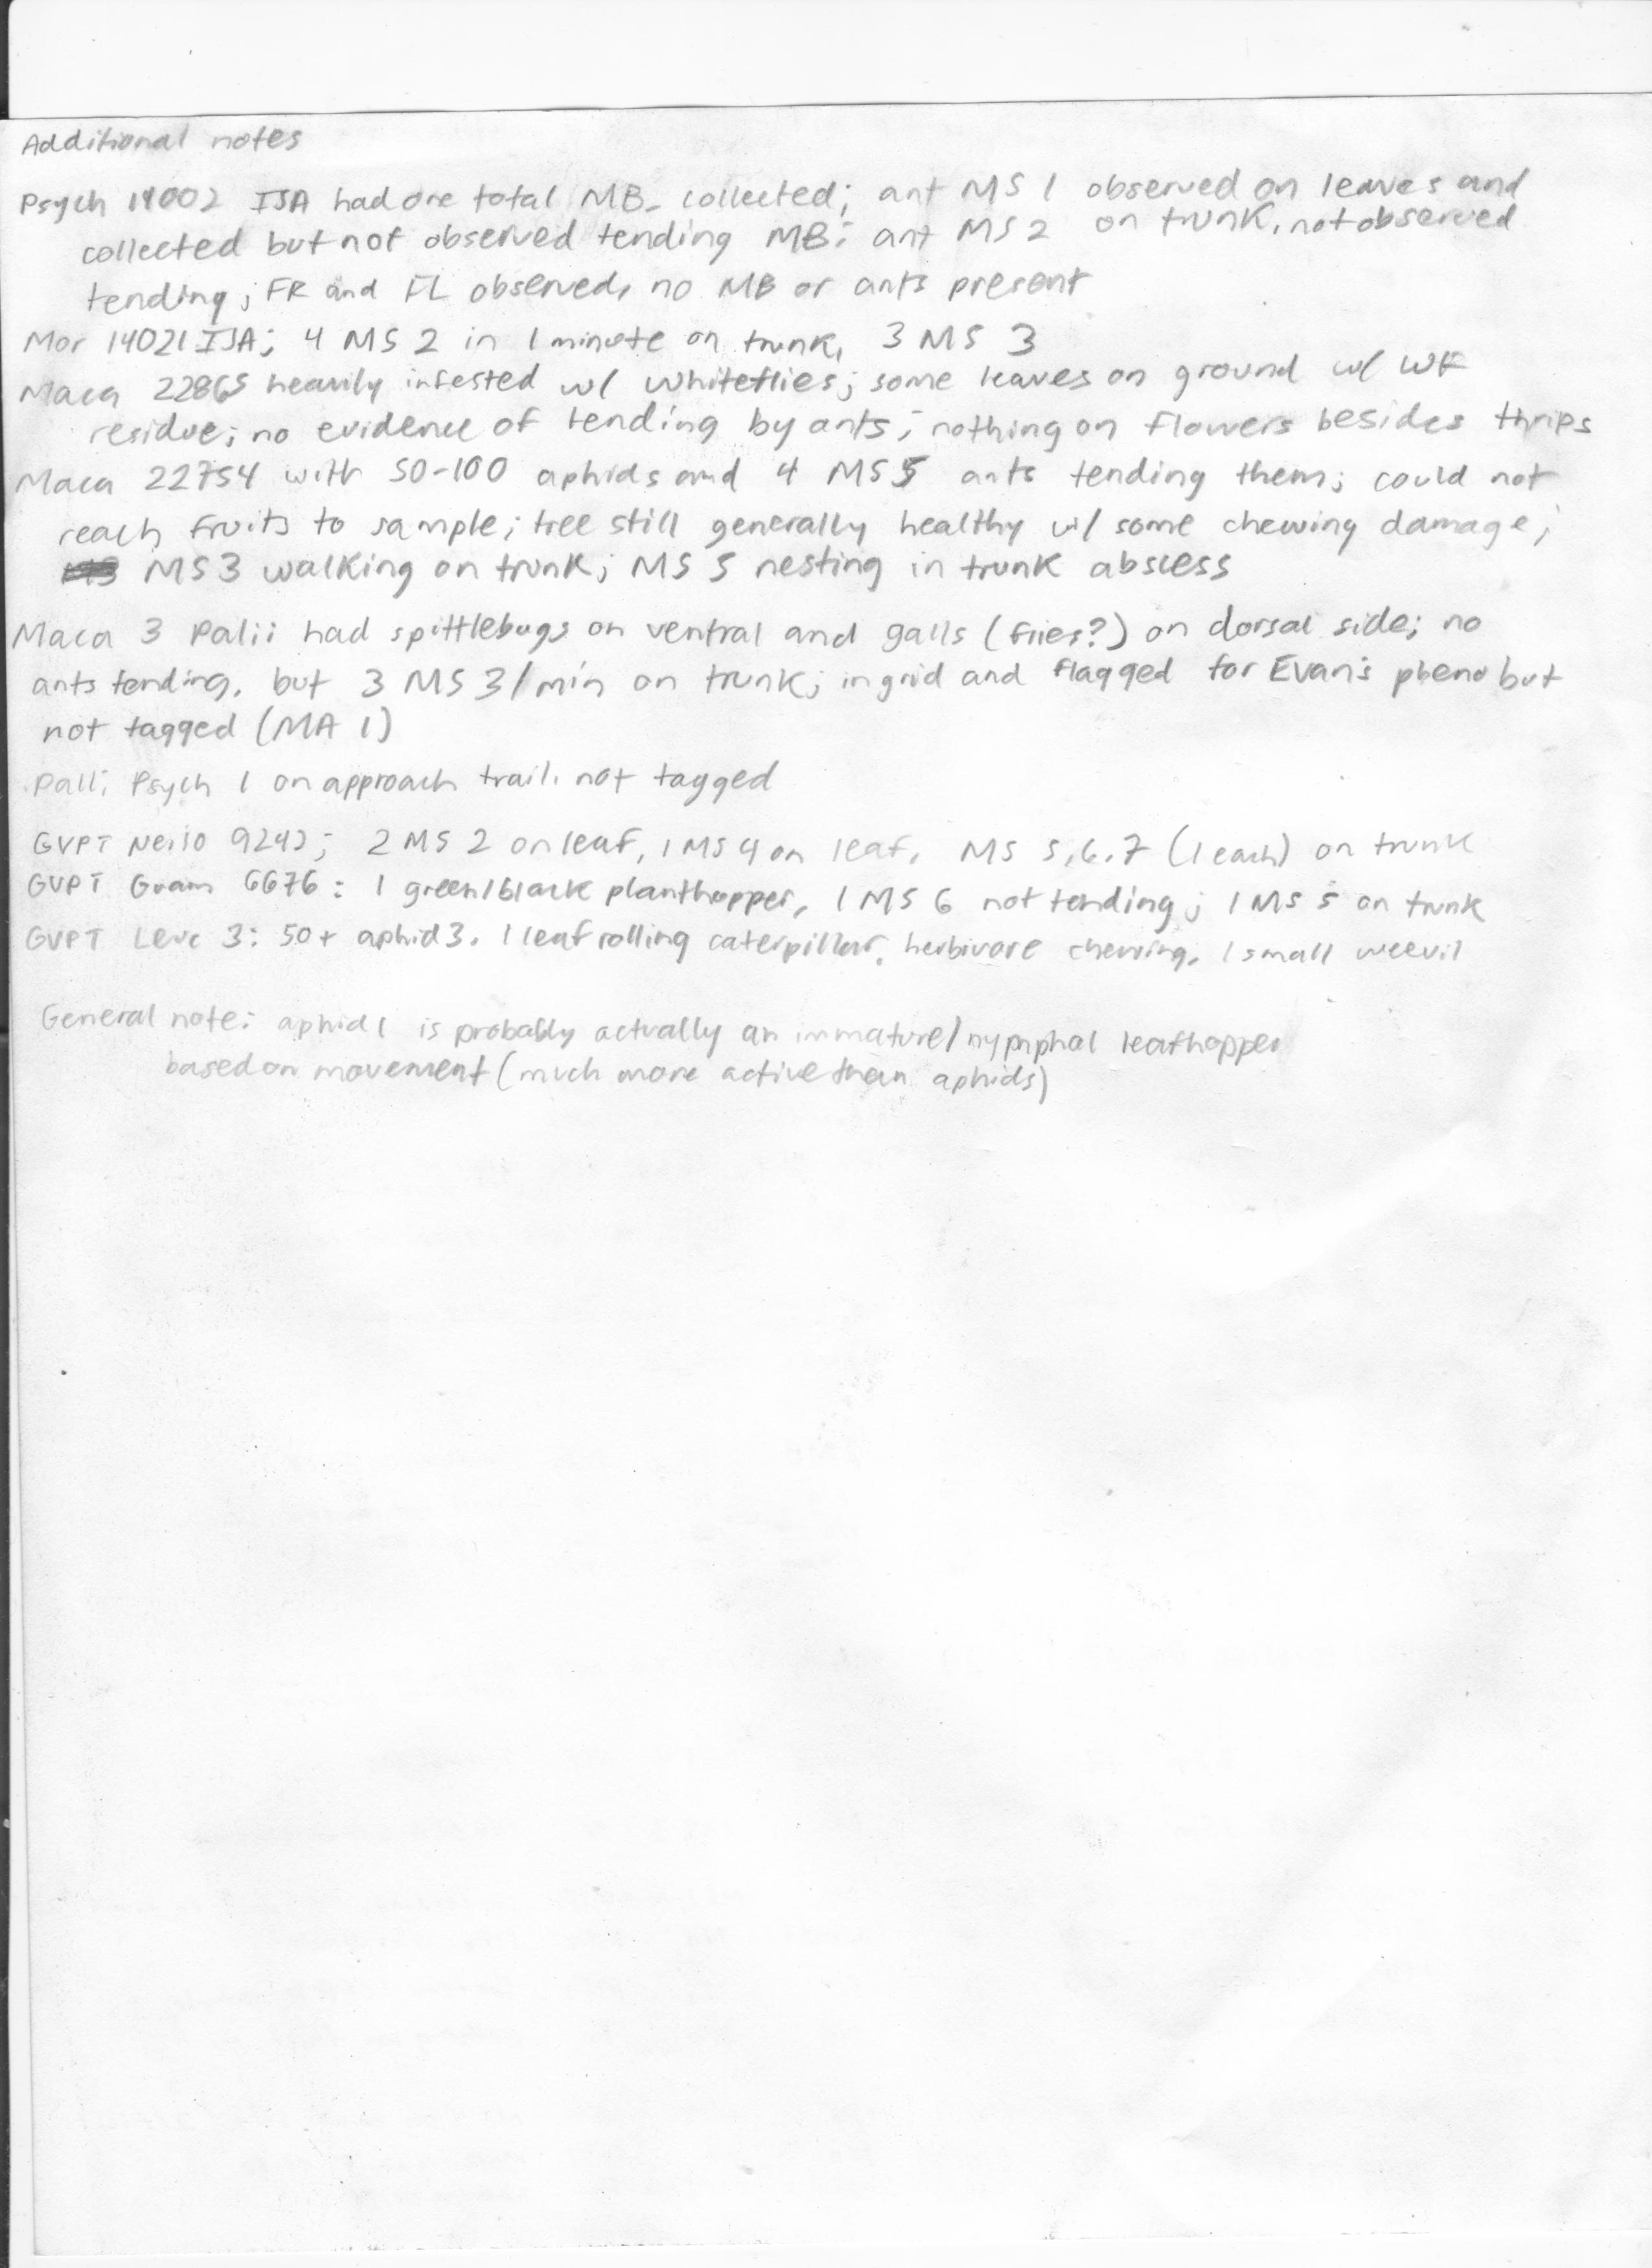 Additional notes
Psych 14002 ISA had one total MB collected; ant MS 1 observed on leaves and
collected but not observed tending MB; ant MS 2 on trunk, not observed
tending; FR and FL observed, no MB or ants present
Mor 14021 ISA; 4 MS 2 in 1 minute on trunk, 3 MS 3
Maca 22865 heavily infested w/ whiteflies; some leaves on ground w/ WF
residue; no evidence of tending by ants; nothing on flowers besides thrips
Maca 22754 with 50-100 aphids and 4 MS5 ants tending them; could not
reach fruits to sample; tree still generally healthy w/ some chewing damage;
MS 3 walking on trunk; MS 5 nesting in trunk abscess
Maca 3 Palii had spittlebugs on ventral and galls (flies?) on dorsal side; no
ants tending, but 3 MS 3/min on trunk; in grid and flagged for Evan's pheno but
not tagged (MA 1)
Palli Psych 1 on approach trail, not tagged
GVPT 9242; 2 MS 2 on leaf, 1 MS 4 on leaf, MS 5,6,7 (1 each) on trunk
GVPT Guam 6676: 1 green/black planthopper, 1 MS 6 not tending; 1 MS 5 on trunk
GVPT Leuc 3: 50+ aphid 3, 1 leaf rolling caterpillar, herbivore chewing, 1 small weevil
General note: aphid 1 is probably actually an immature/nymphal leafhopper
based on movement (much more active than aphids)